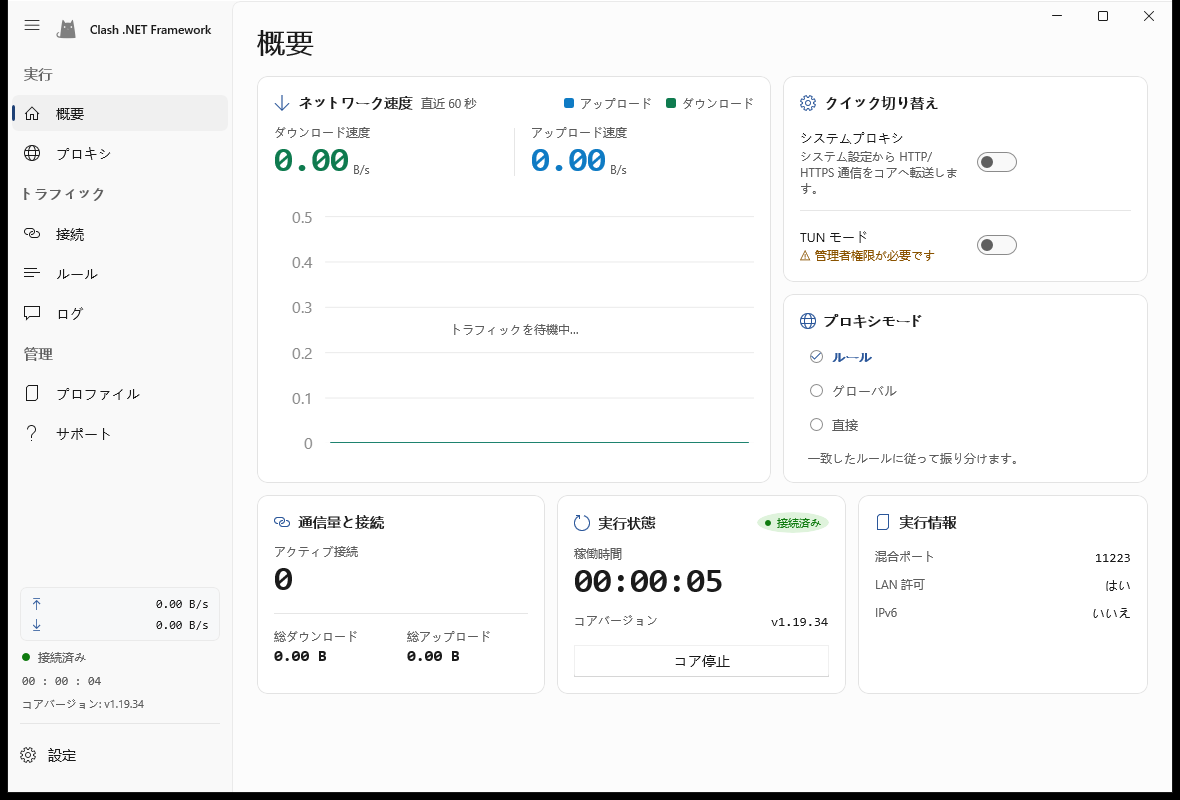 Clash .NET Framework
実行
概要
プロキシ
トラフィック
接続
ルール
ログ
管理
プロファイル
サポート
0.00 B/s
0.00 B/s
接続済み
00 : 00 : 04
コアバージョン: v1.19.34
設定
概要
ネットワーク速度 直近 60 秒
アップロード ダウンロード
ダウンロード速度
0.00 B/s
アップロード速度
0.00 B/s
0.5
0.4
0.3
トラフィックを待機中...
0.2
0.1
0
クイック切り替え
システムプロキシ
システム設定から HTTP/
HTTPS 通信をコアへ転送しま
す。
TUN モード
管理者権限が必要です
プロキシモード
ルール
グローバル
直接
一致したルールに従って振り分けます。
通信量と接続
アクティブ接続
0
総ダウンロード
0.00 B
総アップロード
0.00 B
実行状態
接続済み
稼働時間
00:00:05
コアバージョン v1.19.34
コア停止
実行情報
混合ポート 11223
LAN 許可 はい
IPv6 いいえ